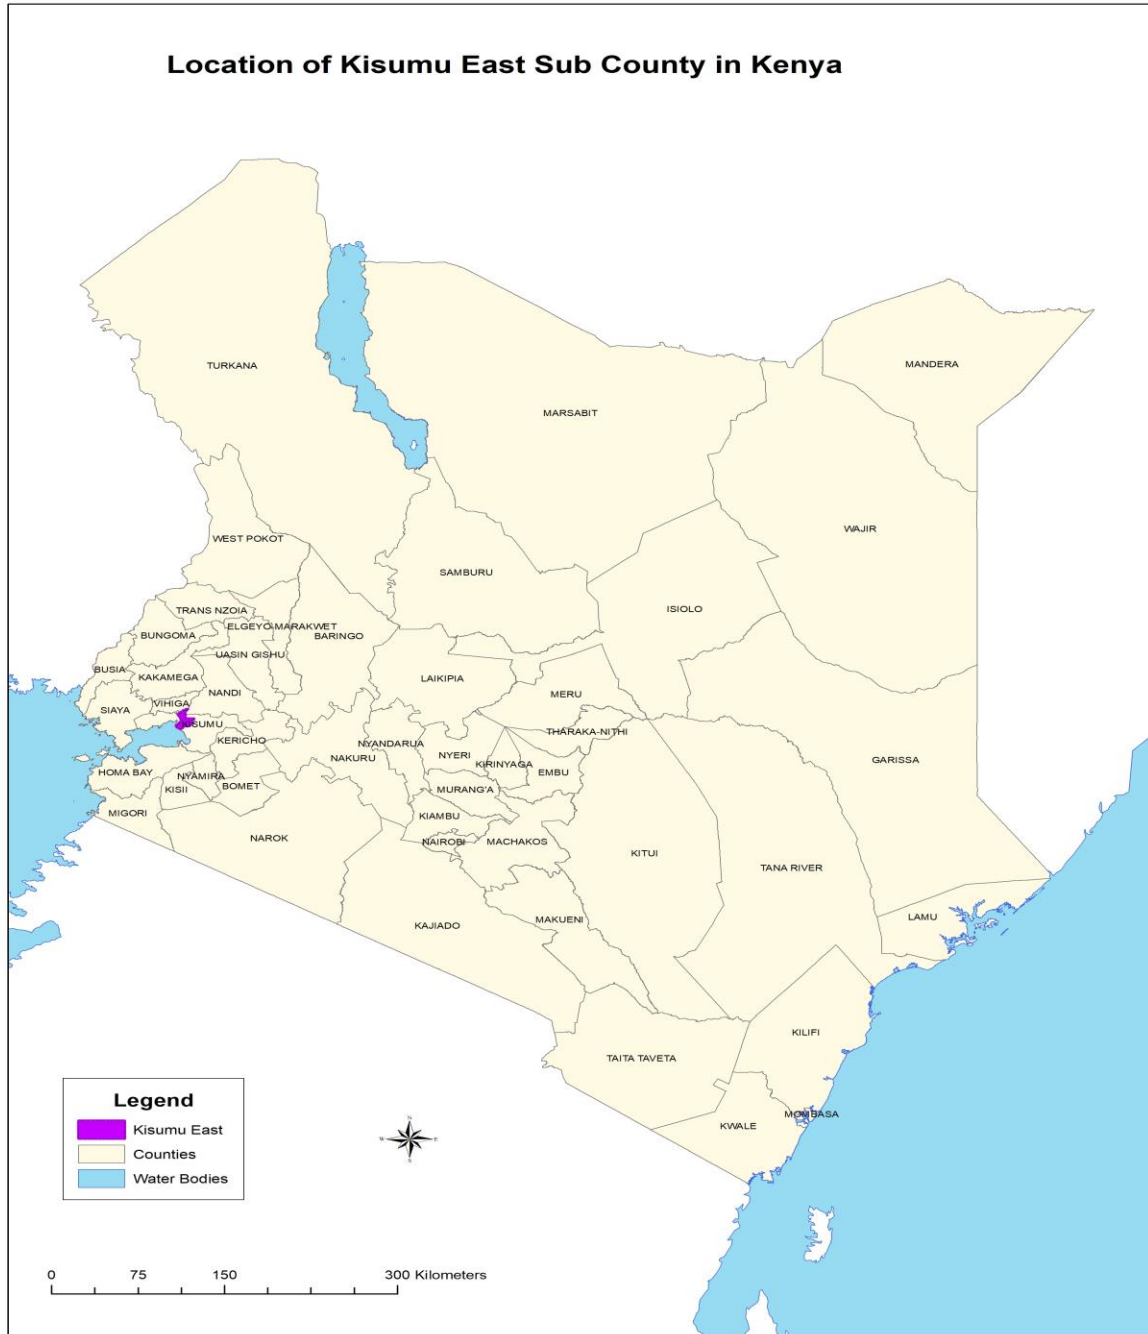 Location of Kisumu East Sub County in Kenya
TURKANA
MANDERA
MARSABIT
WAJIR
WEST POKOT
SAMBURU
ISIOLO
TRANS NZOIA
ELGEYO-MARAKWET
BUNGOMA
BARINGO
UASIN GISHU
BUSIA
KAKAMEGA
LAIKIPIA
NANDI
MERU
VIHIGA
SIAYA
THARAKA-NITHI
KERICHO
NYANDARUA
NYERI
NAKURU
GARISSA
KIRINYAGA
HOMA BAY
NYAMIRA
EMBU
BOMET
KISII
MURANG'A
MIGORI
KIAMBU
NAROK
NAIROBI
MACHAKOS
KITUI
TANA RIVER
LAMU
MAKUENI
KAJIADO
KILIFI
TAITA TAVETA
MOMBASA
KWALE
Legend
Kisumu East
Counties
Water Bodies
N
W E
S
0 75 150 300 Kilometers